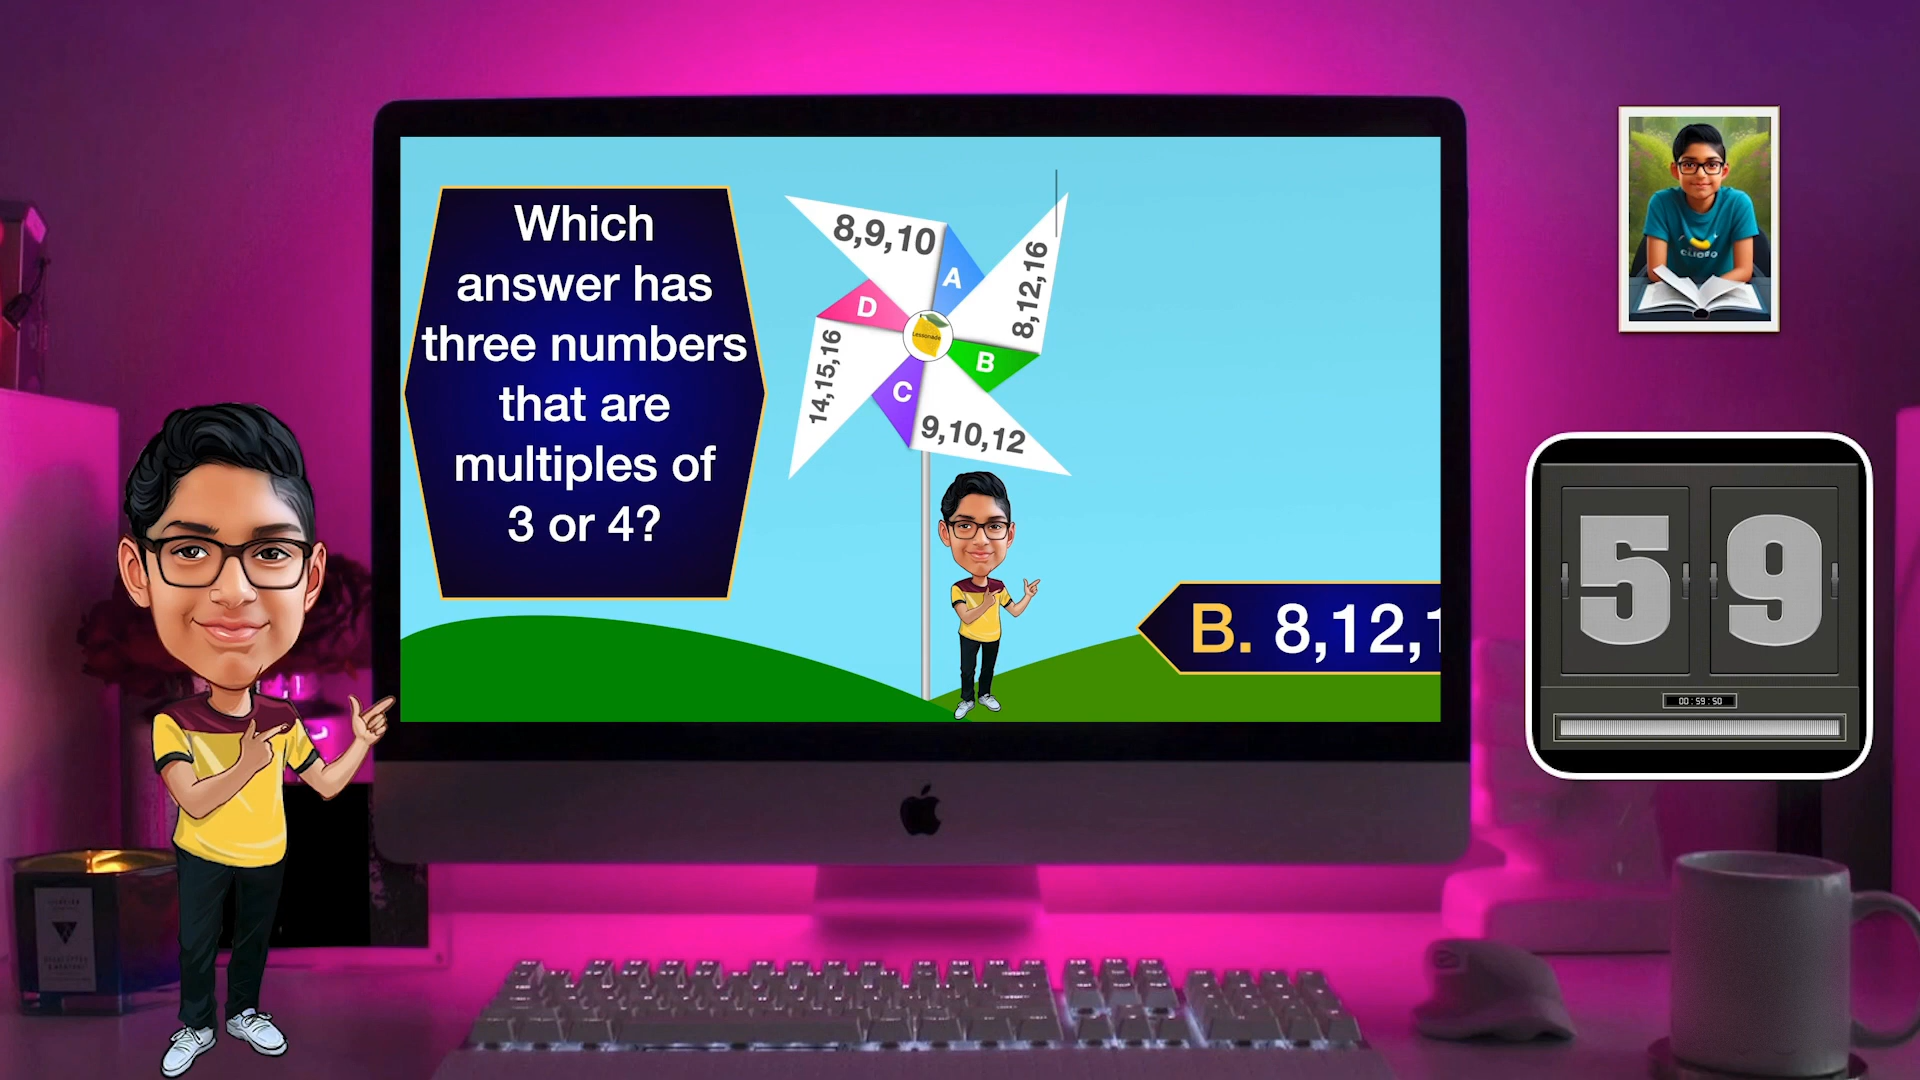 Which
answer has
three numbers
that are
multiples of
3 or 4?
8,9,10
A
8,12,16
B
9,10,12
C
14,15,16
D
Lessonade
B. 8,12,1
59
00:59:50